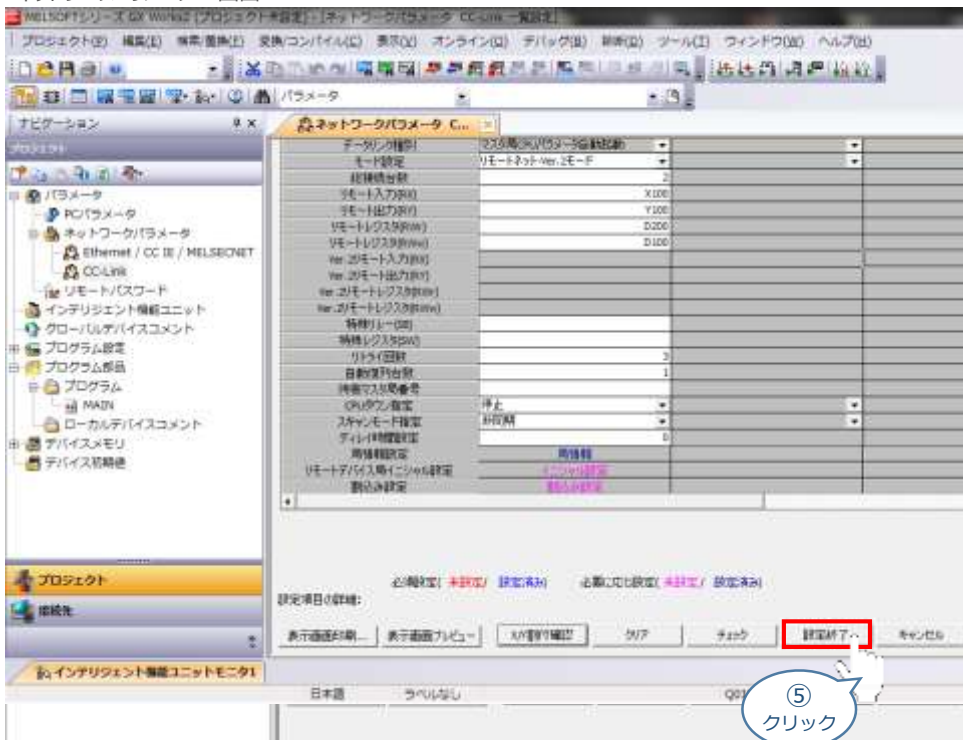 MELSOFTシリーズ GX Works2 (プロジェクト未設定) - [ネットワークパラメータ CC-Link 一覧設定]
プロジェクト(P) 編集(E) 検索/置換(F) 変換/コンパイル(C) 表示(V) オンライン(O) デバッグ(B) 診断(D) ツール(T) ウィンドウ(W) ヘルプ(H)
パラメータ
ナビゲーション
ネットワークパラメータ C...
プロジェクト
パラメータ
PCパラメータ
ネットワークパラメータ
Ethernet / CC IE / MELSECNET
CC-Link
リモートパスワード
インテリジェント機能ユニット
グローバルデバイスコメント
プログラム設定
プログラム部品
プログラム
MAIN
ローカルデバイスコメント
デバイスメモリ
デバイス初期値
プロジェクト
接続先
インテリジェント機能ユニットモニタ1
データリンク種別 マスタ局CPUパラメータ自動起動
モード設定 リモートネット-Ver.2モード
総接続台数 2
リモート入力(RX) X100
リモート出力(RY) Y100
リモートレジスタ(RWr) D200
リモートレジスタ(RWw) D100
Ver.2リモート入力(RX)
Ver.2リモート出力(RY)
Ver.2リモートレジスタ(RWr)
Ver.2リモートレジスタ(RWw)
特殊リレー(SB)
特殊レジスタ(SW)
リトライ回数 3
自動復列台数 1
待機マスタ局番号
CPUダウン指定 停止
スキャンモード指定 非同期
ディレイ時間設定 0
局情報設定 局情報
リモートデバイス局イニシャル設定 イニシャル設定
割込み設定 割込み設定
必須設定( 未設定 / 設定済み) 必要に応じ設定( 未設定 / 設定済み)
設定項目の詳細:
表示画面印刷... 表示画面プレビュー X/Y割付確認 クリア チェック 設定終了 キャンセル
日本語 ラベルなし
⑤
クリック